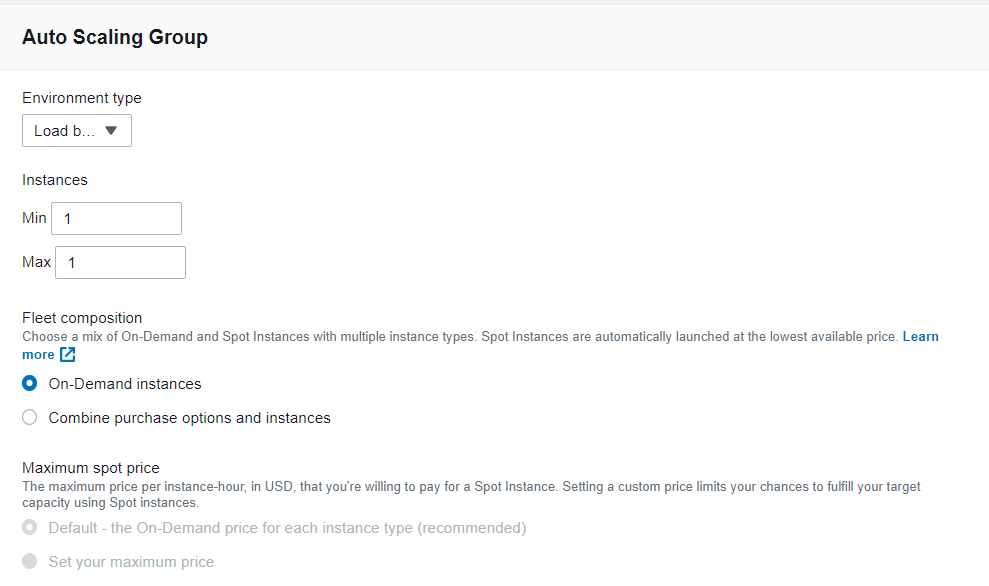 Auto Scaling Group
Environment type
Load b...
Instances
Min 1
Max 1
Fleet composition
Choose a mix of On-Demand and Spot Instances with multiple instance types. Spot Instances are automatically launched at the lowest available price. Learn
more
On-Demand instances
Combine purchase options and instances
Maximum spot price
The maximum price per instance-hour, in USD, that you're willing to pay for a Spot Instance. Setting a custom price limits your chances to fulfill your target
capacity using Spot instances.
Default - the On-Demand price for each instance type (recommended)
Set your maximum price